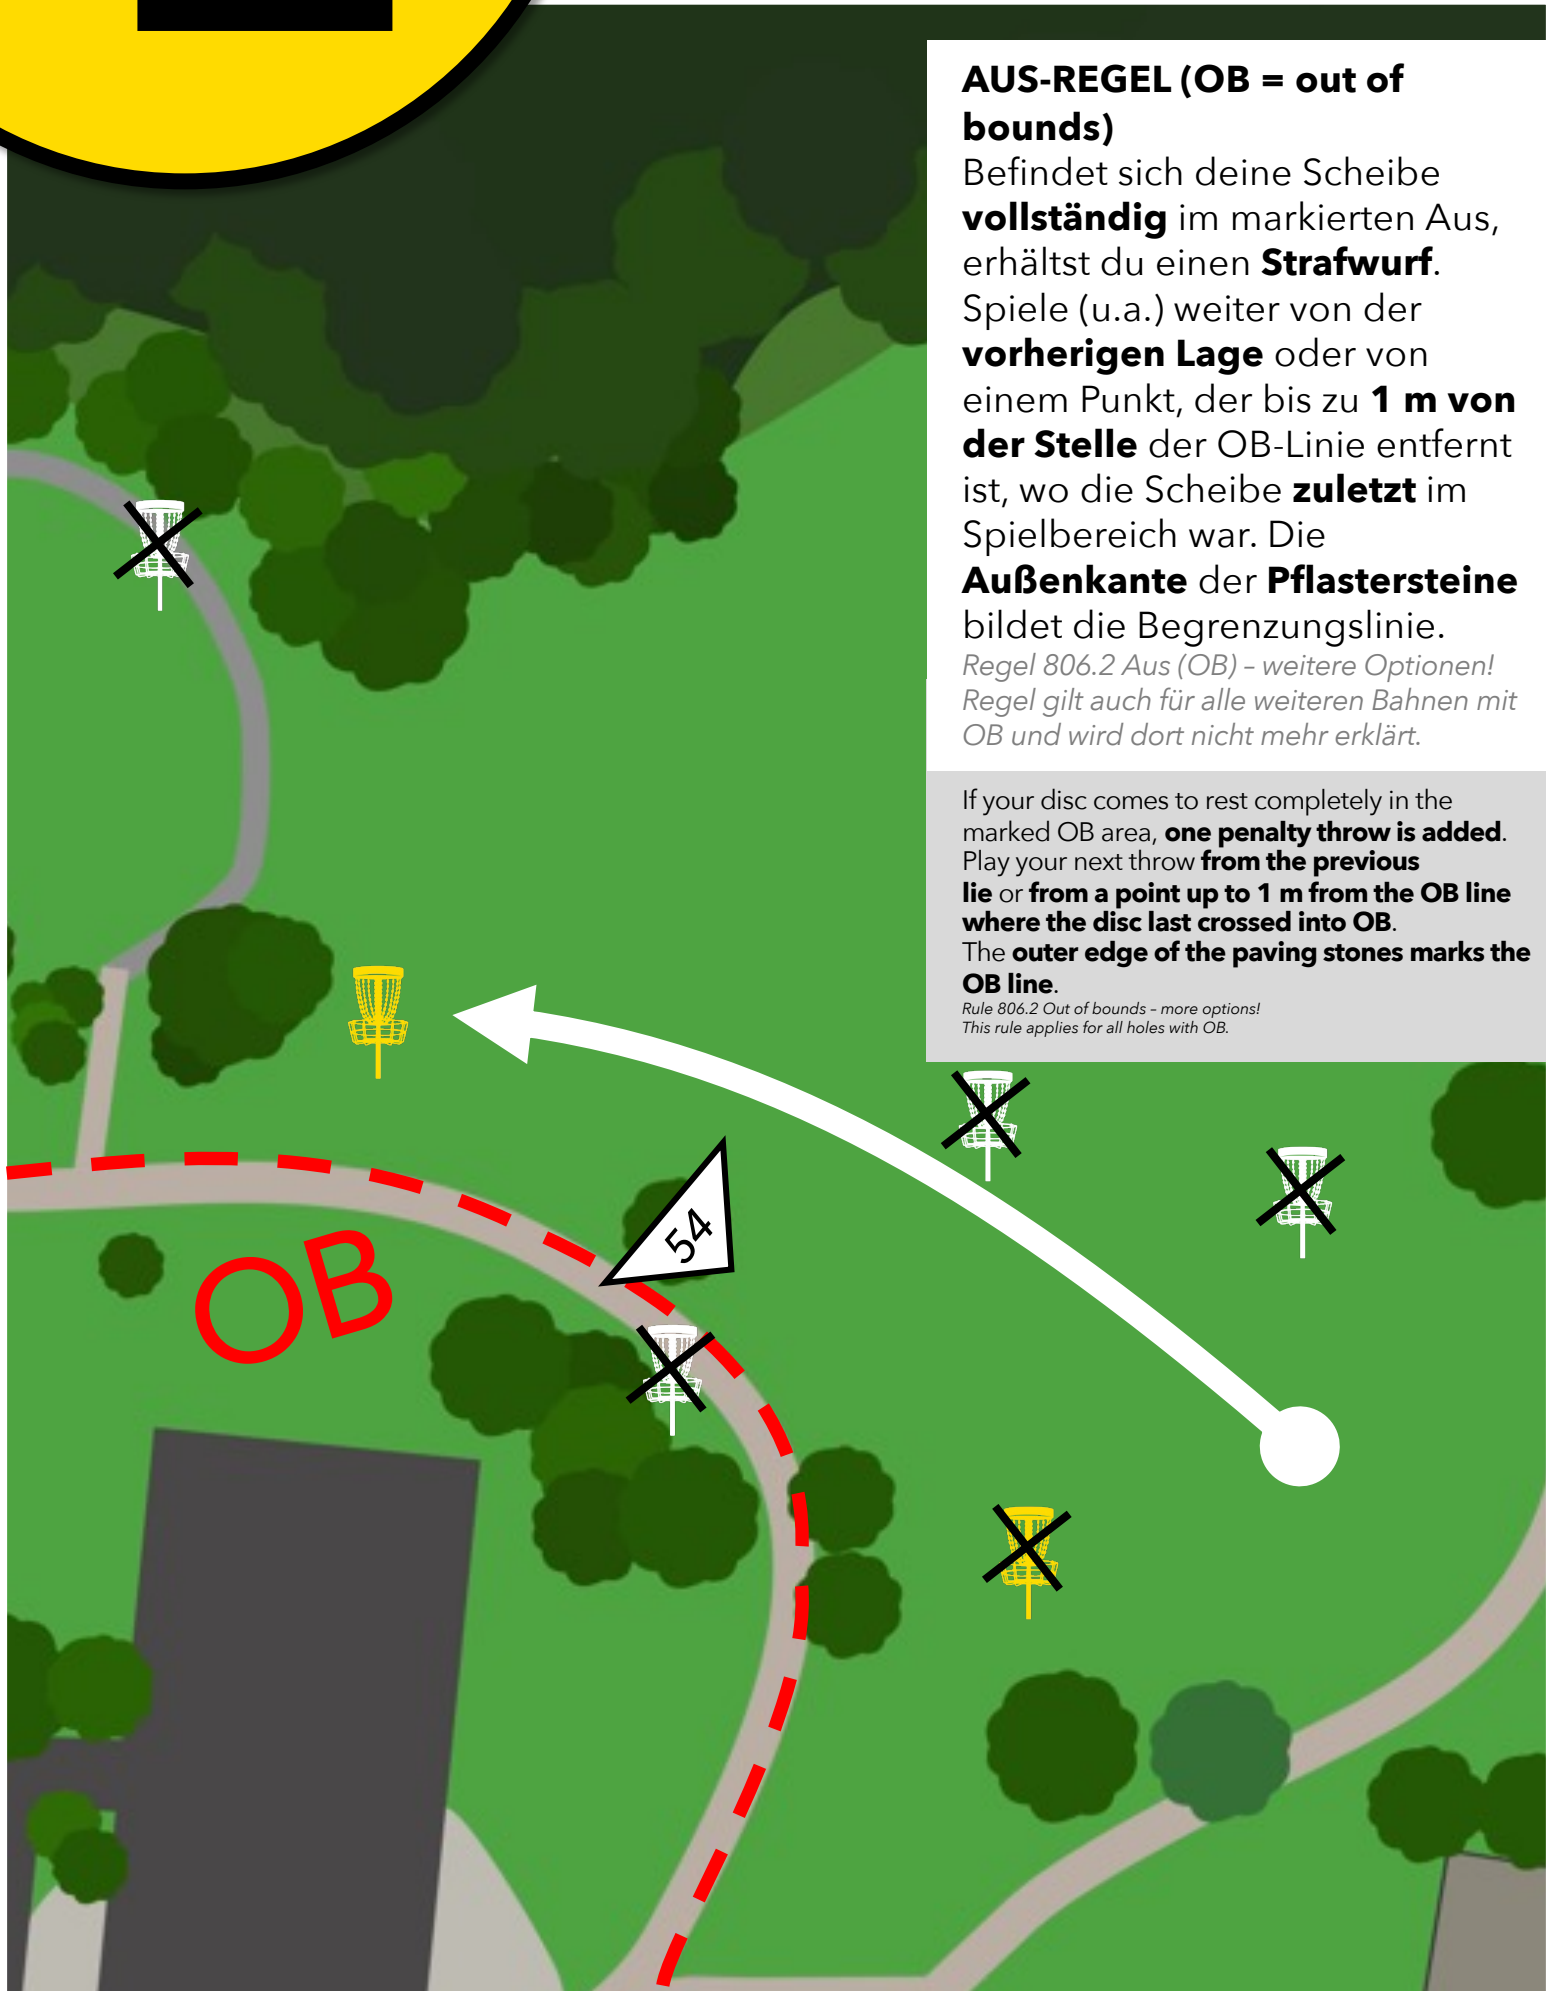 AUS-REGEL (OB = out of
bounds)
Befindet sich deine Scheibe
vollständig im markierten Aus,
erhältst du einen Strafwurf.
Spiele (u.a.) weiter von der
vorherigen Lage oder von
einem Punkt, der bis zu 1 m von
der Stelle der OB-Linie entfernt
ist, wo die Scheibe zuletzt im
Spielbereich war. Die
Außenkante der Pflastersteine
bildet die Begrenzungslinie.
Regel 806.2 Aus (OB) – weitere Optionen!
Regel gilt auch für alle weiteren Bahnen mit
OB und wird dort nicht mehr erklärt.
If your disc comes to rest completely in the
marked OB area, one penalty throw is added.
Play your next throw from the previous
lie or from a point up to 1 m from the OB line
where the disc last crossed into OB.
The outer edge of the paving stones marks the
OB line.
Rule 806.2 Out of bounds – more options!
This rule applies for all holes with OB.
54
OB